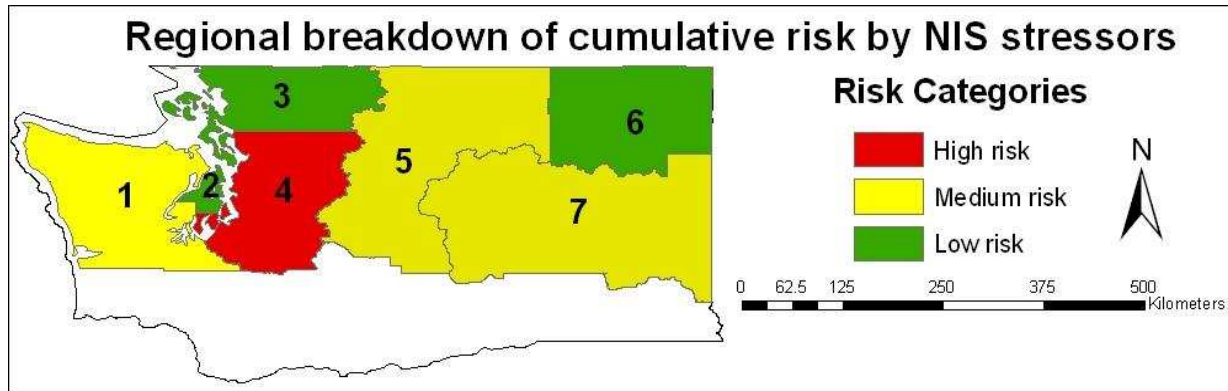 Regional breakdown of cumulative risk by NIS stressors
Risk Categories
High risk
Medium risk
Low risk
N
0 62.5 125 250 375 500
Kilometers
3
6
5
1
2
4
7